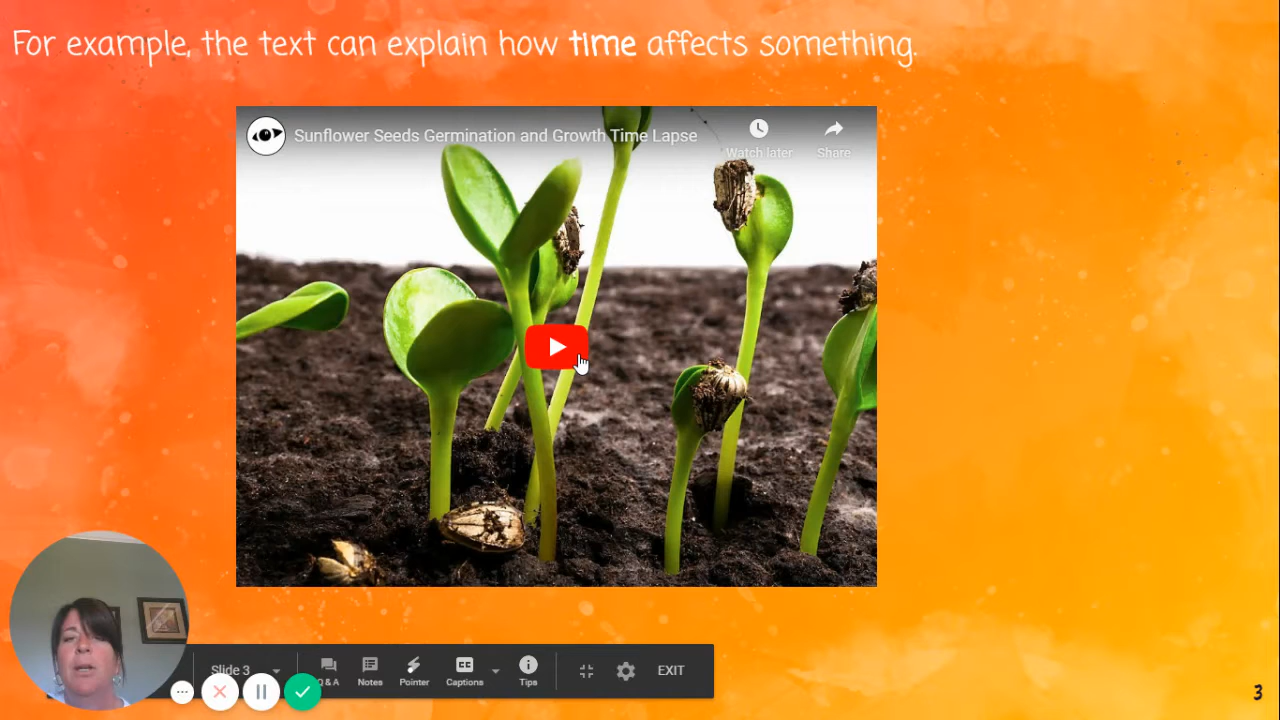 For example, the text can explain how time affects something.
Sunflower Seeds Germination and Growth Time Lapse
Watch later
Share
Slide 3
Q & A
Notes
Pointer
CC
Captions
Tips
EXIT
3